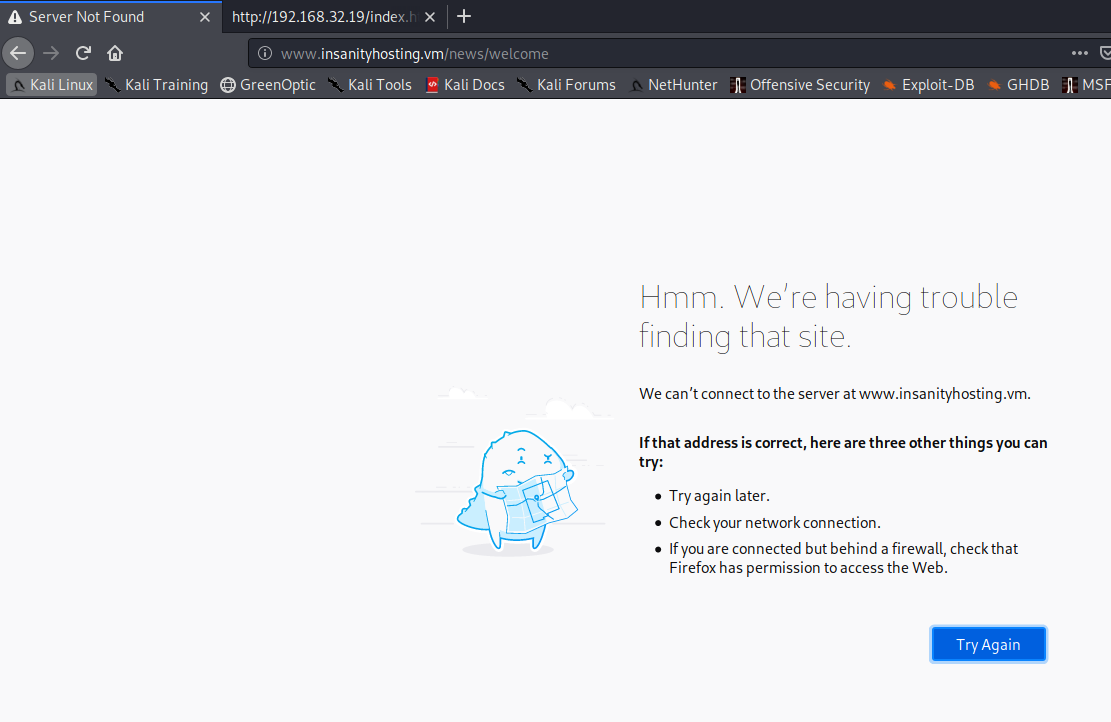 Server Not Found
http://192.168.32.19/index.h
www.insanityhosting.vm/news/welcome
Kali Linux Kali Training GreenOptic Kali Tools Kali Docs Kali Forums NetHunter Offensive Security Exploit-DB GHDB MSF
Hmm. We’re having trouble
finding that site.
We can’t connect to the server at www.insanityhosting.vm.
If that address is correct, here are three other things you can
try:
• Try again later.
• Check your network connection.
• If you are connected but behind a firewall, check that
Firefox has permission to access the Web.
Try Again